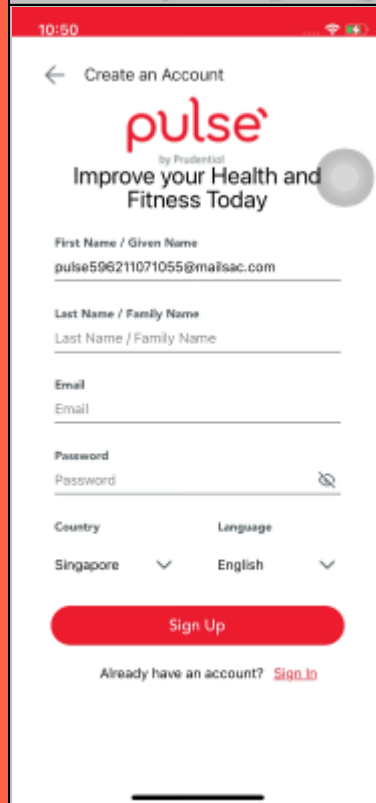 10:50
Create an Account
pulse
by Prudential
Improve your Health and
Fitness Today
First Name / Given Name
pulse596211071055@mailsac.com
Last Name / Family Name
Last Name / Family Name
Email
Email
Password
Password
Country Language
Singapore English
Sign Up
Already have an account? Sign In